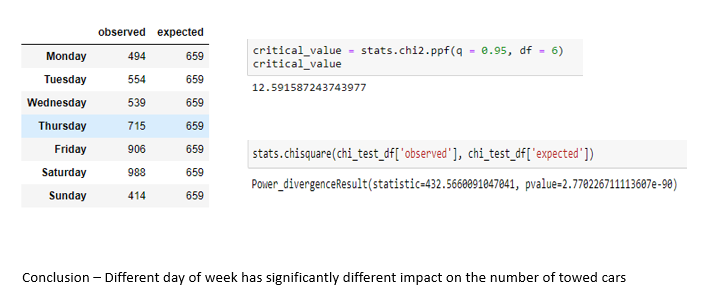 observed expected
Monday 494 659
Tuesday 554 659
Wednesday 539 659
Thursday 715 659
Friday 906 659
Saturday 988 659
Sunday 414 659
critical_value = stats.chi2.ppf(q = 0.95, df = 6)
critical_value
12.591587243743977
stats.chisquare(chi_test_df['observed'], chi_test_df['expected'])
Power_divergenceResult(statistic=432.5660091047041, pvalue=2.770226711113607e-90)
Conclusion – Different day of week has significantly different impact on the number of towed cars